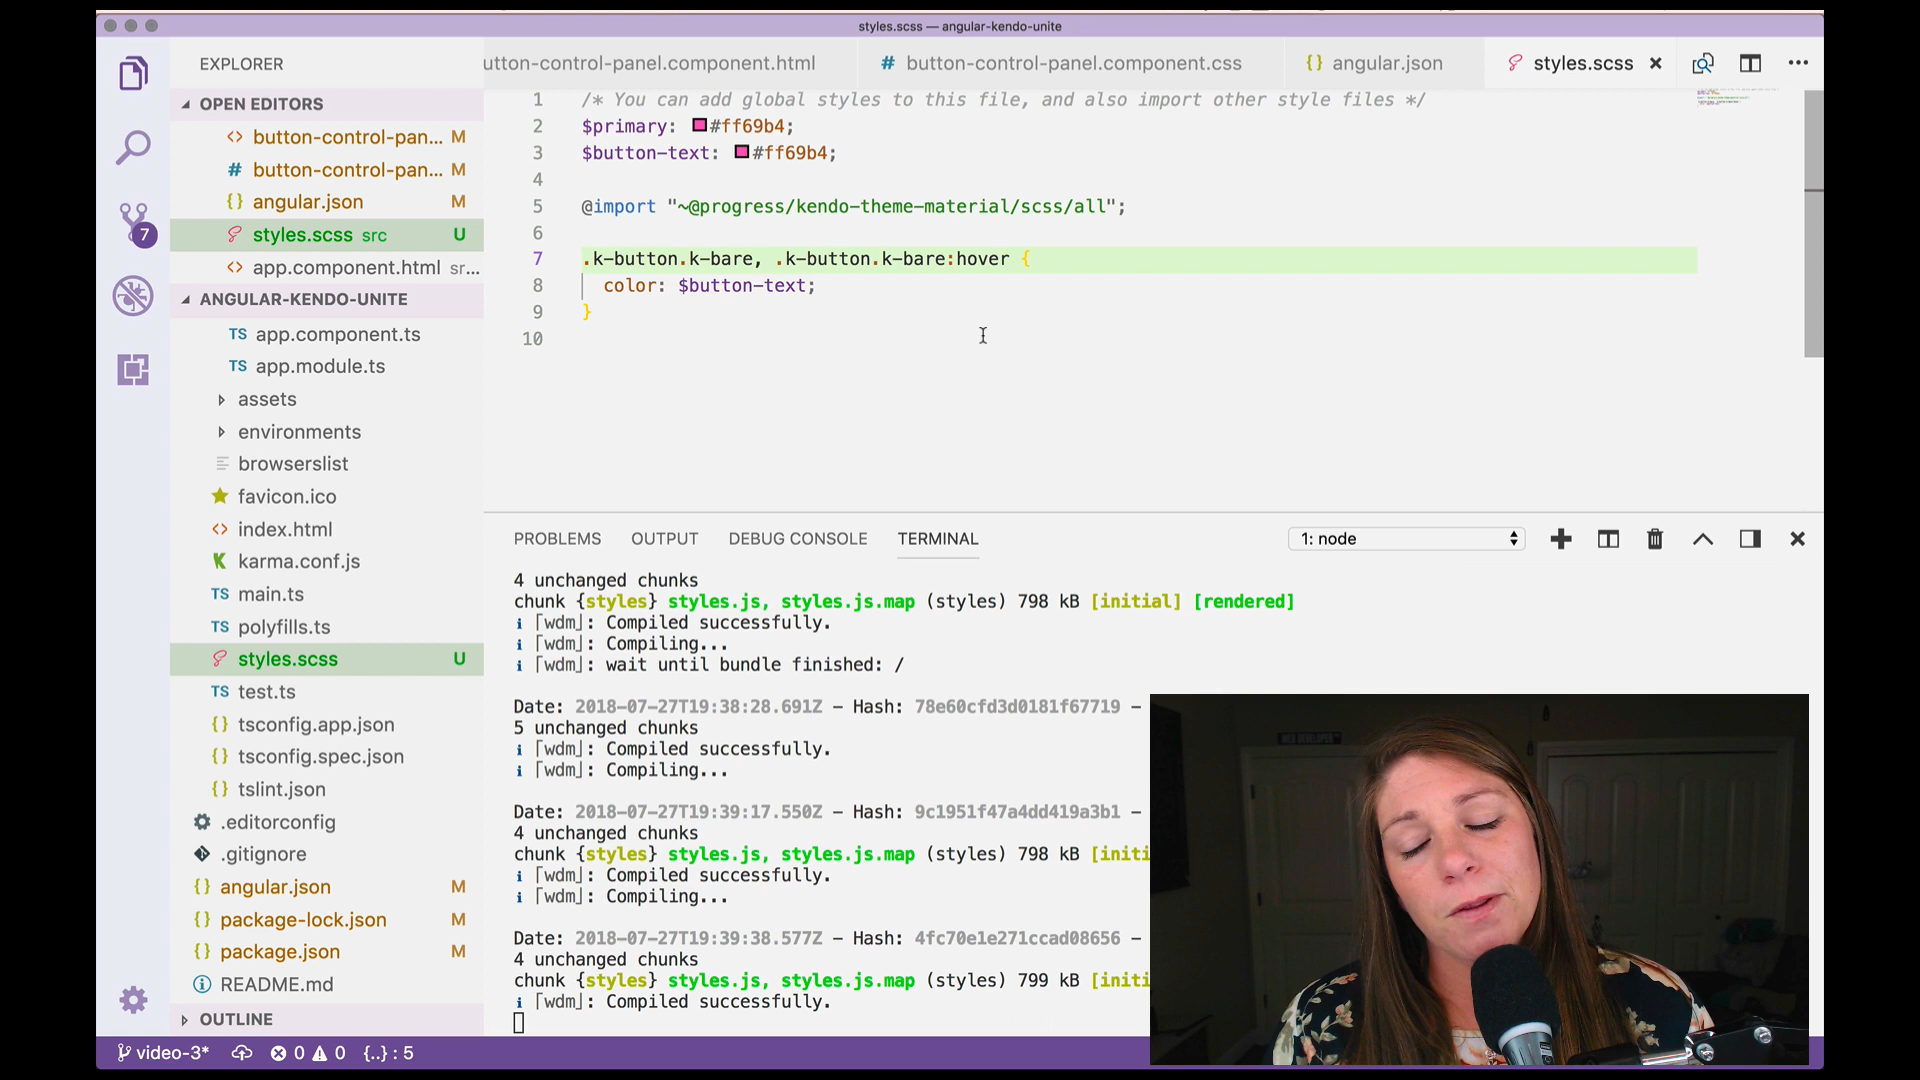 styles.scss — angular-kendo-unite
EXPLORER
utton-control-panel.component.html
# button-control-panel.component.css
{} angular.json
styles.scss
OPEN EDITORS
<> button-control-pan... M
# button-control-pan... M
{} angular.json M
styles.scss src U
<> app.component.html sr...
ANGULAR-KENDO-UNITE
TS app.component.ts
TS app.module.ts
assets
environments
browserslist
favicon.ico
<> index.html
K karma.conf.js
TS main.ts
TS polyfills.ts
styles.scss U
TS test.ts
{} tsconfig.app.json
{} tsconfig.spec.json
{} tslint.json
.editorconfig
.gitignore
{} angular.json M
{} package-lock.json M
{} package.json M
README.md
OUTLINE
7
1 /* You can add global styles to this file, and also import other style files */
2 $primary: #ff69b4;
3 $button-text: #ff69b4;
4
5 @import "~@progress/kendo-theme-material/scss/all";
6
7 .k-button.k-bare, .k-button.k-bare:hover {
8 color: $button-text;
9 }
10
PROBLEMS OUTPUT DEBUG CONSOLE TERMINAL 1: node
4 unchanged chunks
chunk {styles} styles.js, styles.js.map (styles) 798 kB [initial] [rendered]
ℹ ｢wdm｣: Compiled successfully.
ℹ ｢wdm｣: Compiling...
ℹ ｢wdm｣: wait until bundle finished: /
Date: 2018-07-27T19:38:28.691Z – Hash: 78e60cfd3d0181f67719 –
5 unchanged chunks
ℹ ｢wdm｣: Compiled successfully.
ℹ ｢wdm｣: Compiling...
Date: 2018-07-27T19:39:17.550Z – Hash: 9c1951f47a4dd419a3b1 –
4 unchanged chunks
chunk {styles} styles.js, styles.js.map (styles) 798 kB [initi
ℹ ｢wdm｣: Compiled successfully.
ℹ ｢wdm｣: Compiling...
Date: 2018-07-27T19:39:38.577Z – Hash: 4fc70e1e271ccad08656 –
4 unchanged chunks
chunk {styles} styles.js, styles.js.map (styles) 799 kB [initi
ℹ ｢wdm｣: Compiled successfully.
WEB DEVELOPER
video-3* 0 0 {..} : 5